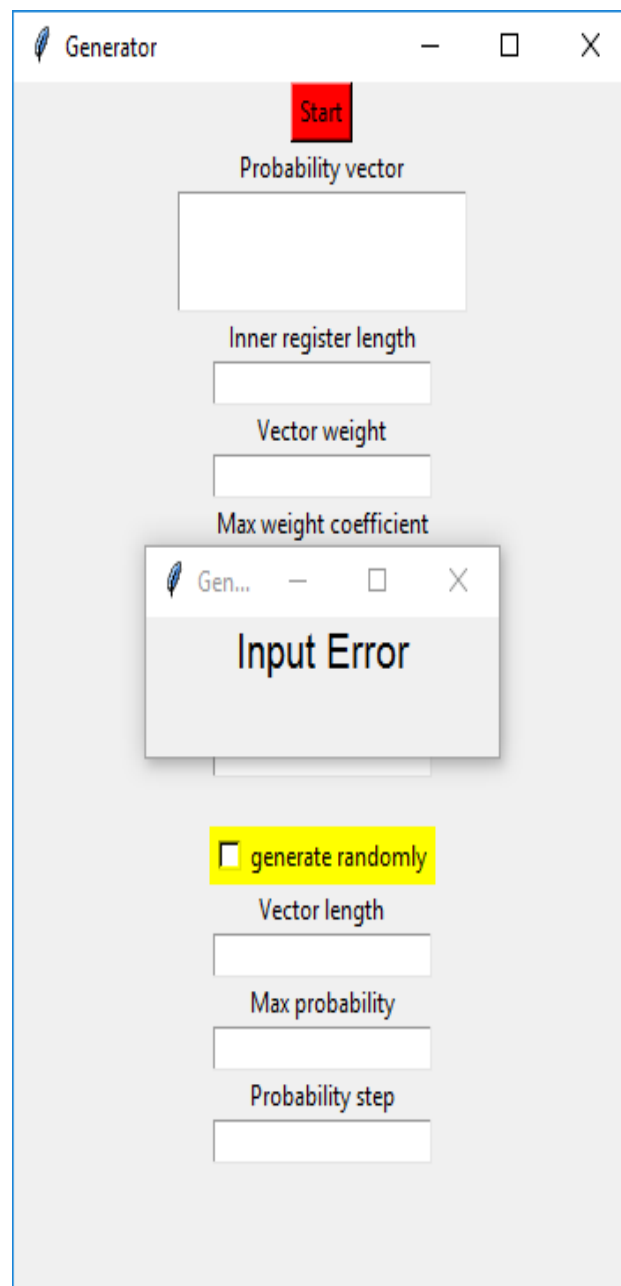 Generator
Start
Probability vector
Inner register length
Vector weight
Max weight coefficient
Gen...
Input Error
generate randomly
Vector length
Max probability
Probability step